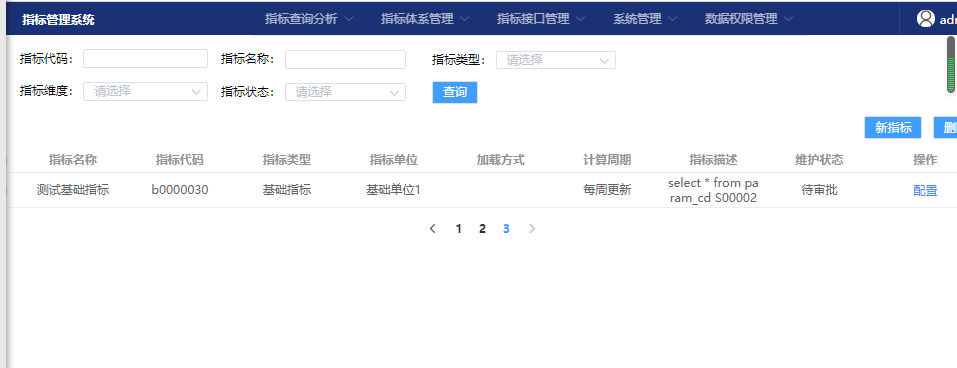 指标管理系统 指标查询分析 指标体系管理 指标接口管理 系统管理 数据权限管理 adm
指标代码： 指标名称： 指标类型： 请选择
指标维度： 请选择 指标状态： 请选择 查询
新指标 删
指标名称 指标代码 指标类型 指标单位 加载方式 计算周期 指标描述 维护状态 操作
测试基础指标 b0000030 基础指标 基础单位1 每周更新 select * from pa 待审批 配置
ram_cd S00002
1 2 3